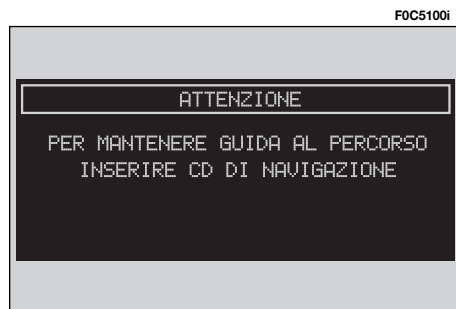 F0C5100i
ATTENZIONE
PER MANTENERE GUIDA AL PERCORSO
INSERIRE CD DI NAVIGAZIONE